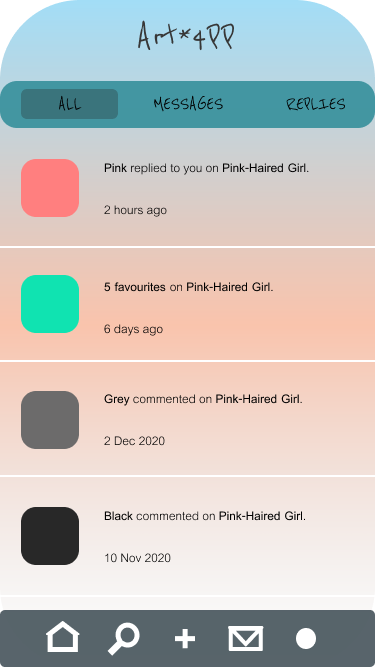 Art*4PP
ALL MESSAGES REPLIES
Pink replied to you on Pink-Haired Girl.
2 hours ago
5 favourites on Pink-Haired Girl.
6 days ago
Grey commented on Pink-Haired Girl.
2 Dec 2020
Black commented on Pink-Haired Girl.
10 Nov 2020